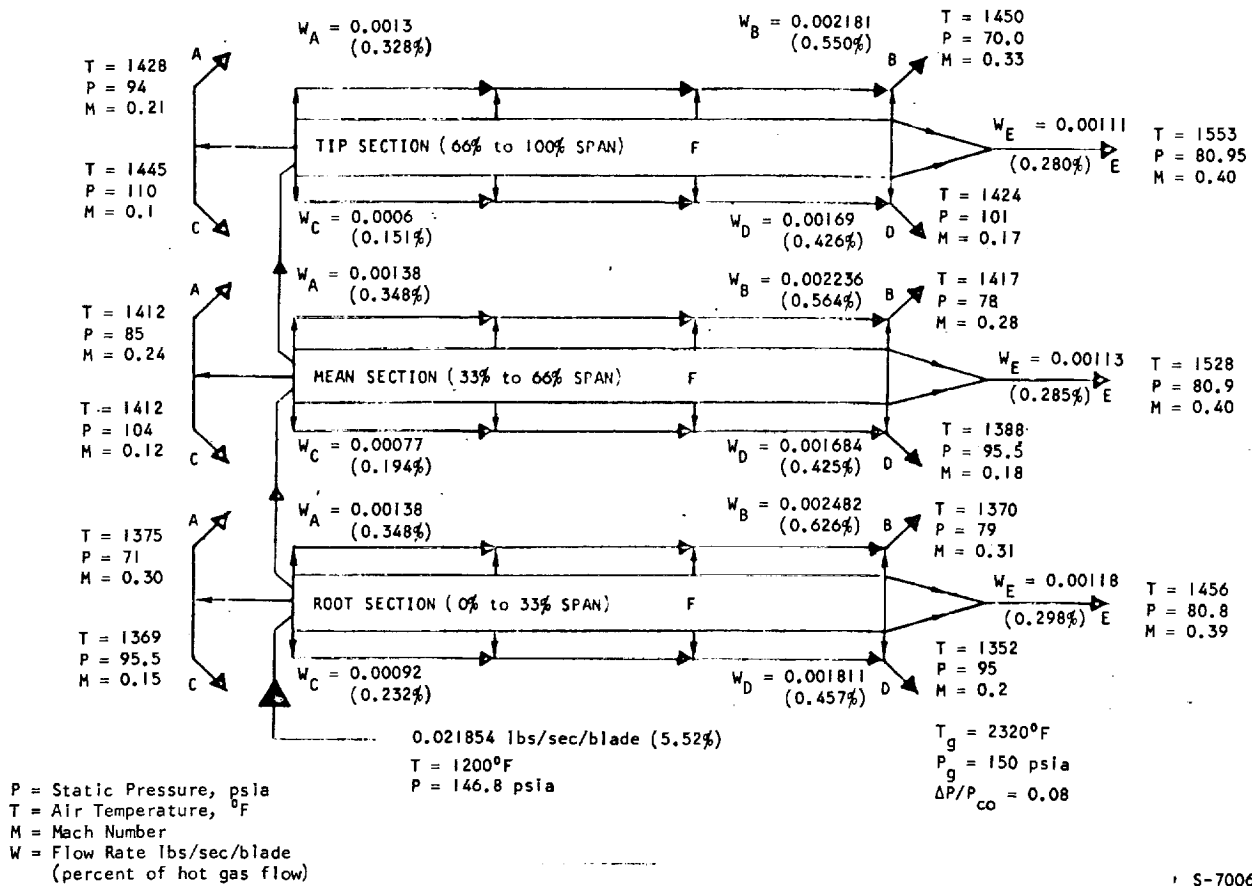 W_A = 0.0013
(0.328%)
W_B = 0.002181
(0.550%)
T = 1450
P = 70.0
M = 0.33
A
B
T = 1428
P = 94
M = 0.21
TIP SECTION (66% to 100% SPAN)
F
W_E = 0.00111
(0.280%)
E
T = 1553
P = 80.95
M = 0.40
T = 1445
P = 110
M = 0.1
C
W_C = 0.0006
(0.151%)
W_D = 0.00169
(0.426%)
D
T = 1424
P = 101
M = 0.17
A
W_A = 0.00138
(0.348%)
W_B = 0.002236
(0.564%)
B
T = 1417
P = 78
M = 0.28
T = 1412
P = 85
M = 0.24
MEAN SECTION (33% to 66% SPAN)
F
W_E = 0.00113
(0.285%)
E
T = 1528
P = 80.9
M = 0.40
T = 1412
P = 104
M = 0.12
C
W_C = 0.00077
(0.194%)
W_D = 0.001684
(0.425%)
D
T = 1388
P = 95.5
M = 0.18
A
W_A = 0.00138
(0.348%)
W_B = 0.002482
(0.626%)
B
T = 1370
P = 79
M = 0.31
T = 1375
P = 71
M = 0.30
ROOT SECTION (0% to 33% SPAN)
F
W_E = 0.00118
(0.298%)
E
T = 1456
P = 80.8
M = 0.39
T = 1369
P = 95.5
M = 0.15
C
W_C = 0.00092
(0.232%)
W_D = 0.001811
(0.457%)
D
T = 1352
P = 95
M = 0.2
0.021854 lbs/sec/blade (5.52%)
T = 1200⁰F
P = 146.8 psia
T_g = 2320⁰F
P_g = 150 psia
ΔP/P_co = 0.08
P = Static Pressure, psia
T = Air Temperature, ⁰F
M = Mach Number
W = Flow Rate lbs/sec/blade
(percent of hot gas flow)
S-7006